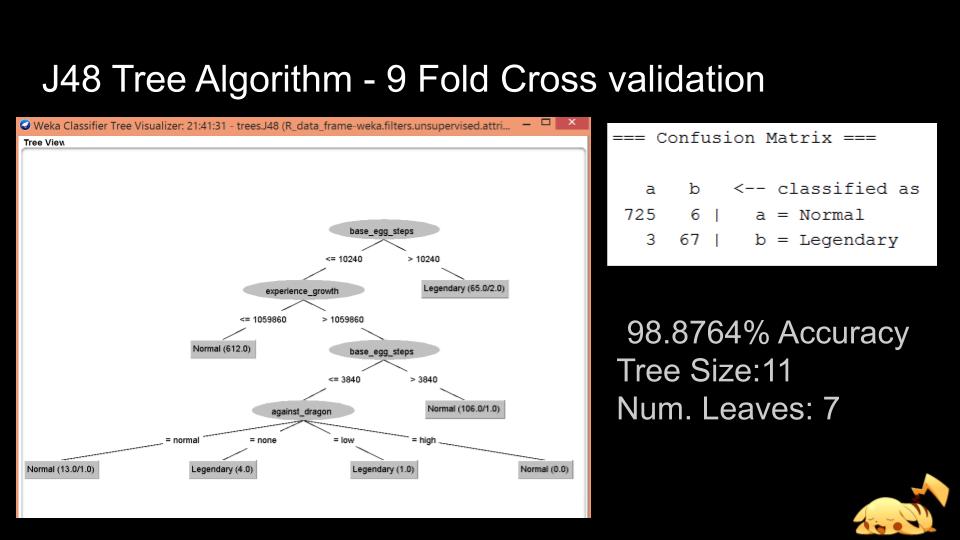 J48 Tree Algorithm - 9 Fold Cross validation
Weka Classifier Tree Visualizer: 21:41:31 - trees.J48 (R_data_frame-weka.filters.unsupervised.attri...
Tree View
base_egg_steps
<= 10240 > 10240
experience_growth Legendary (65.0/2.0)
<= 1059860 > 1059860
Normal (612.0) base_egg_steps
<= 3840 > 3840
against_dragon Normal (106.0/1.0)
= normal = none = low = high
Normal (13.0/1.0) Legendary (4.0) Legendary (1.0) Normal (0.0)
=== Confusion Matrix ===
a b <-- classified as
725 6 | a = Normal
3 67 | b = Legendary
98.8764% Accuracy
Tree Size:11
Num. Leaves: 7